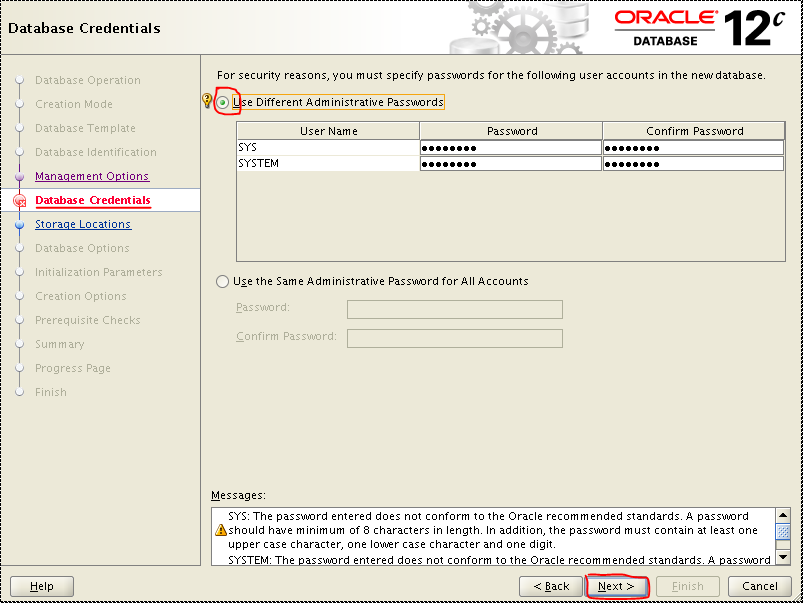 Database Credentials
ORACLE
DATABASE
12c
Database Operation
Creation Mode
Database Template
Database Identification
Management Options
Database Credentials
Storage Locations
Database Options
Initialization Parameters
Creation Options
Prerequisite Checks
Summary
Progress Page
Finish
For security reasons, you must specify passwords for the following user accounts in the new database.
Use Different Administrative Passwords
User Name Password Confirm Password
SYS ●●●●●●●● ●●●●●●●●
SYSTEM ●●●●●●●● ●●●●●●●●
Use the Same Administrative Password for All Accounts
Password:
Confirm Password:
Messages:
SYS: The password entered does not conform to the Oracle recommended standards. A password
should have minimum of 8 characters in length. In addition, the password must contain at least one
upper case character, one lower case character and one digit.
SYSTEM: The password entered does not conform to the Oracle recommended standards. A password
Help < Back Next > Finish Cancel